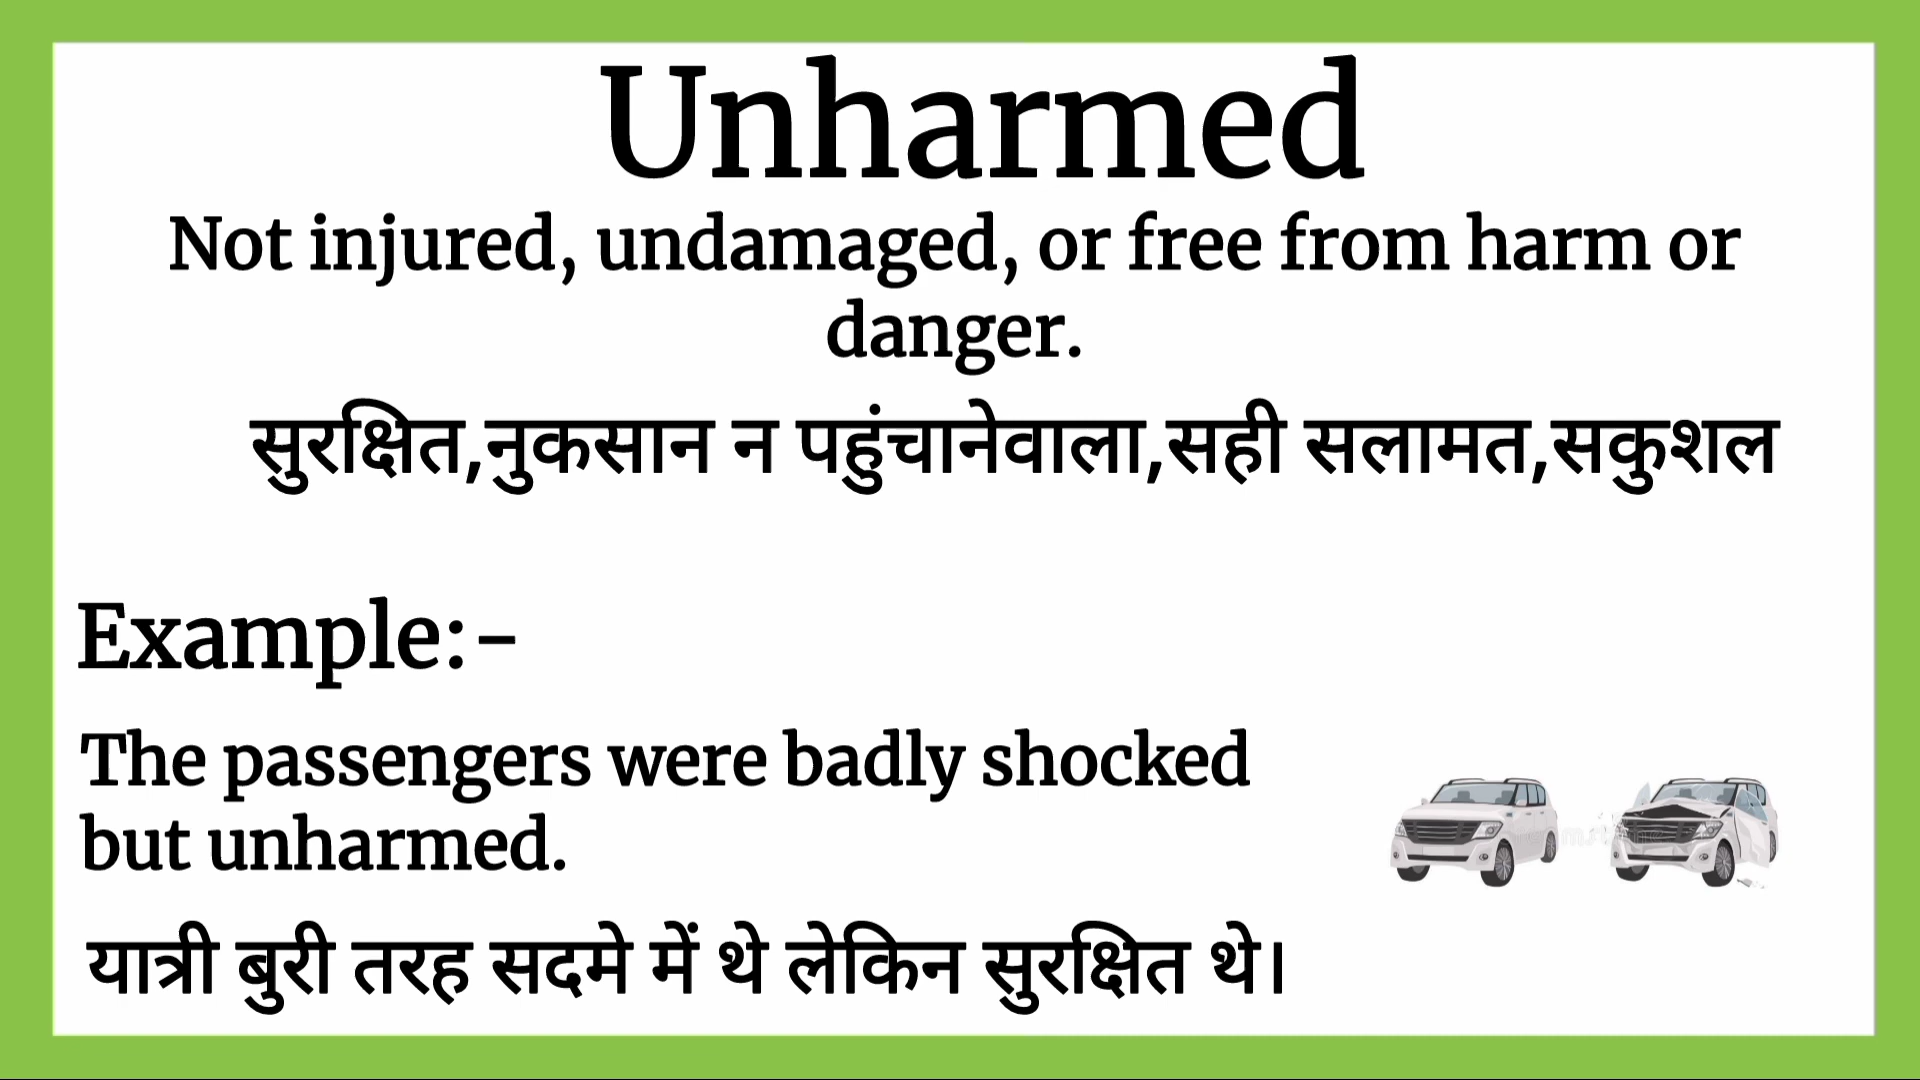 Unharmed
Not injured, undamaged, or free from harm or
danger.
सुरक्षित,नुकसान न पहुंचानेवाला,सही सलामत,सकुशल
Example:-
The passengers were badly shocked
but unharmed.
यात्री बुरी तरह सदमे में थे लेकिन सुरक्षित थे।